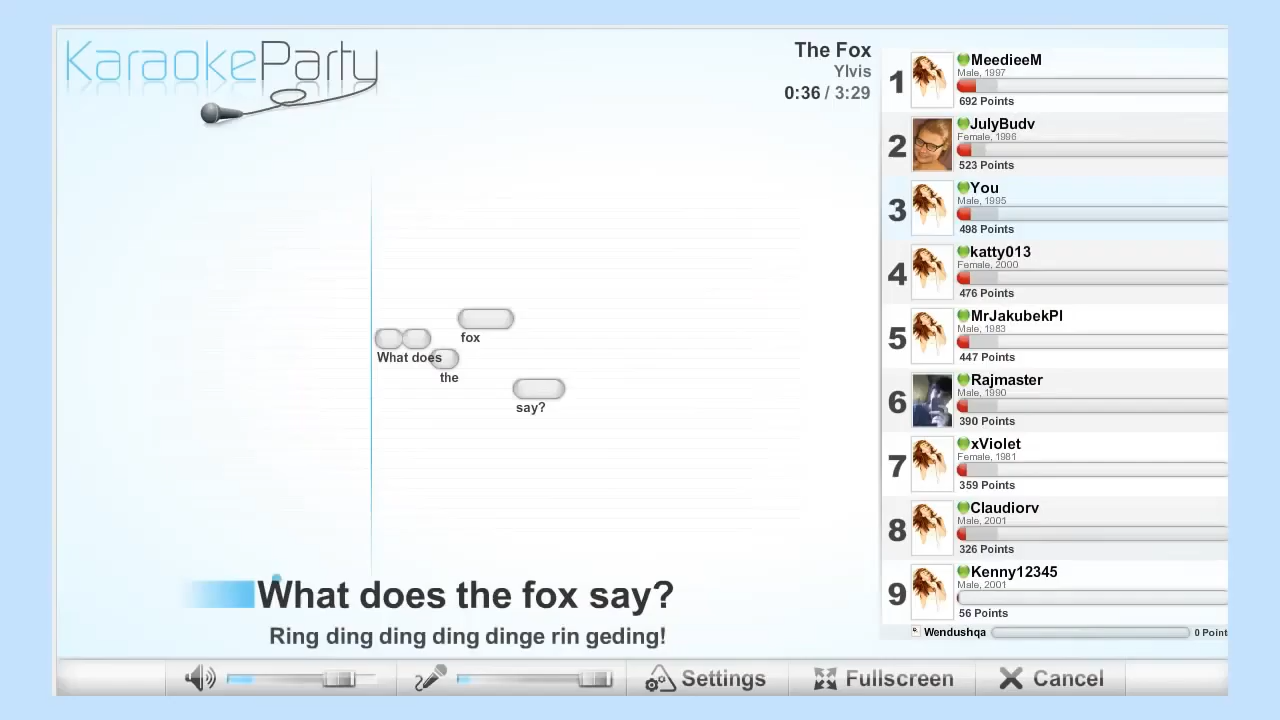 KaraokeParty
The Fox
Ylvis
0:36 / 3:29
fox
What does
the
say?
What does the fox say?
Ring ding ding ding dinge rin geding!
1
MeedieeM
Male, 1997
692 Points
2
JulyBudv
Female, 1996
523 Points
3
You
Male, 1995
498 Points
4
katty013
Female, 2000
476 Points
5
MrJakubekPl
Male, 1983
447 Points
6
Rajmaster
Male, 1990
390 Points
7
xViolet
Female, 1981
359 Points
8
Claudiorv
Male, 2001
326 Points
9
Kenny12345
Male, 2001
56 Points
Wendushqa 0 Point
Settings
Fullscreen
Cancel